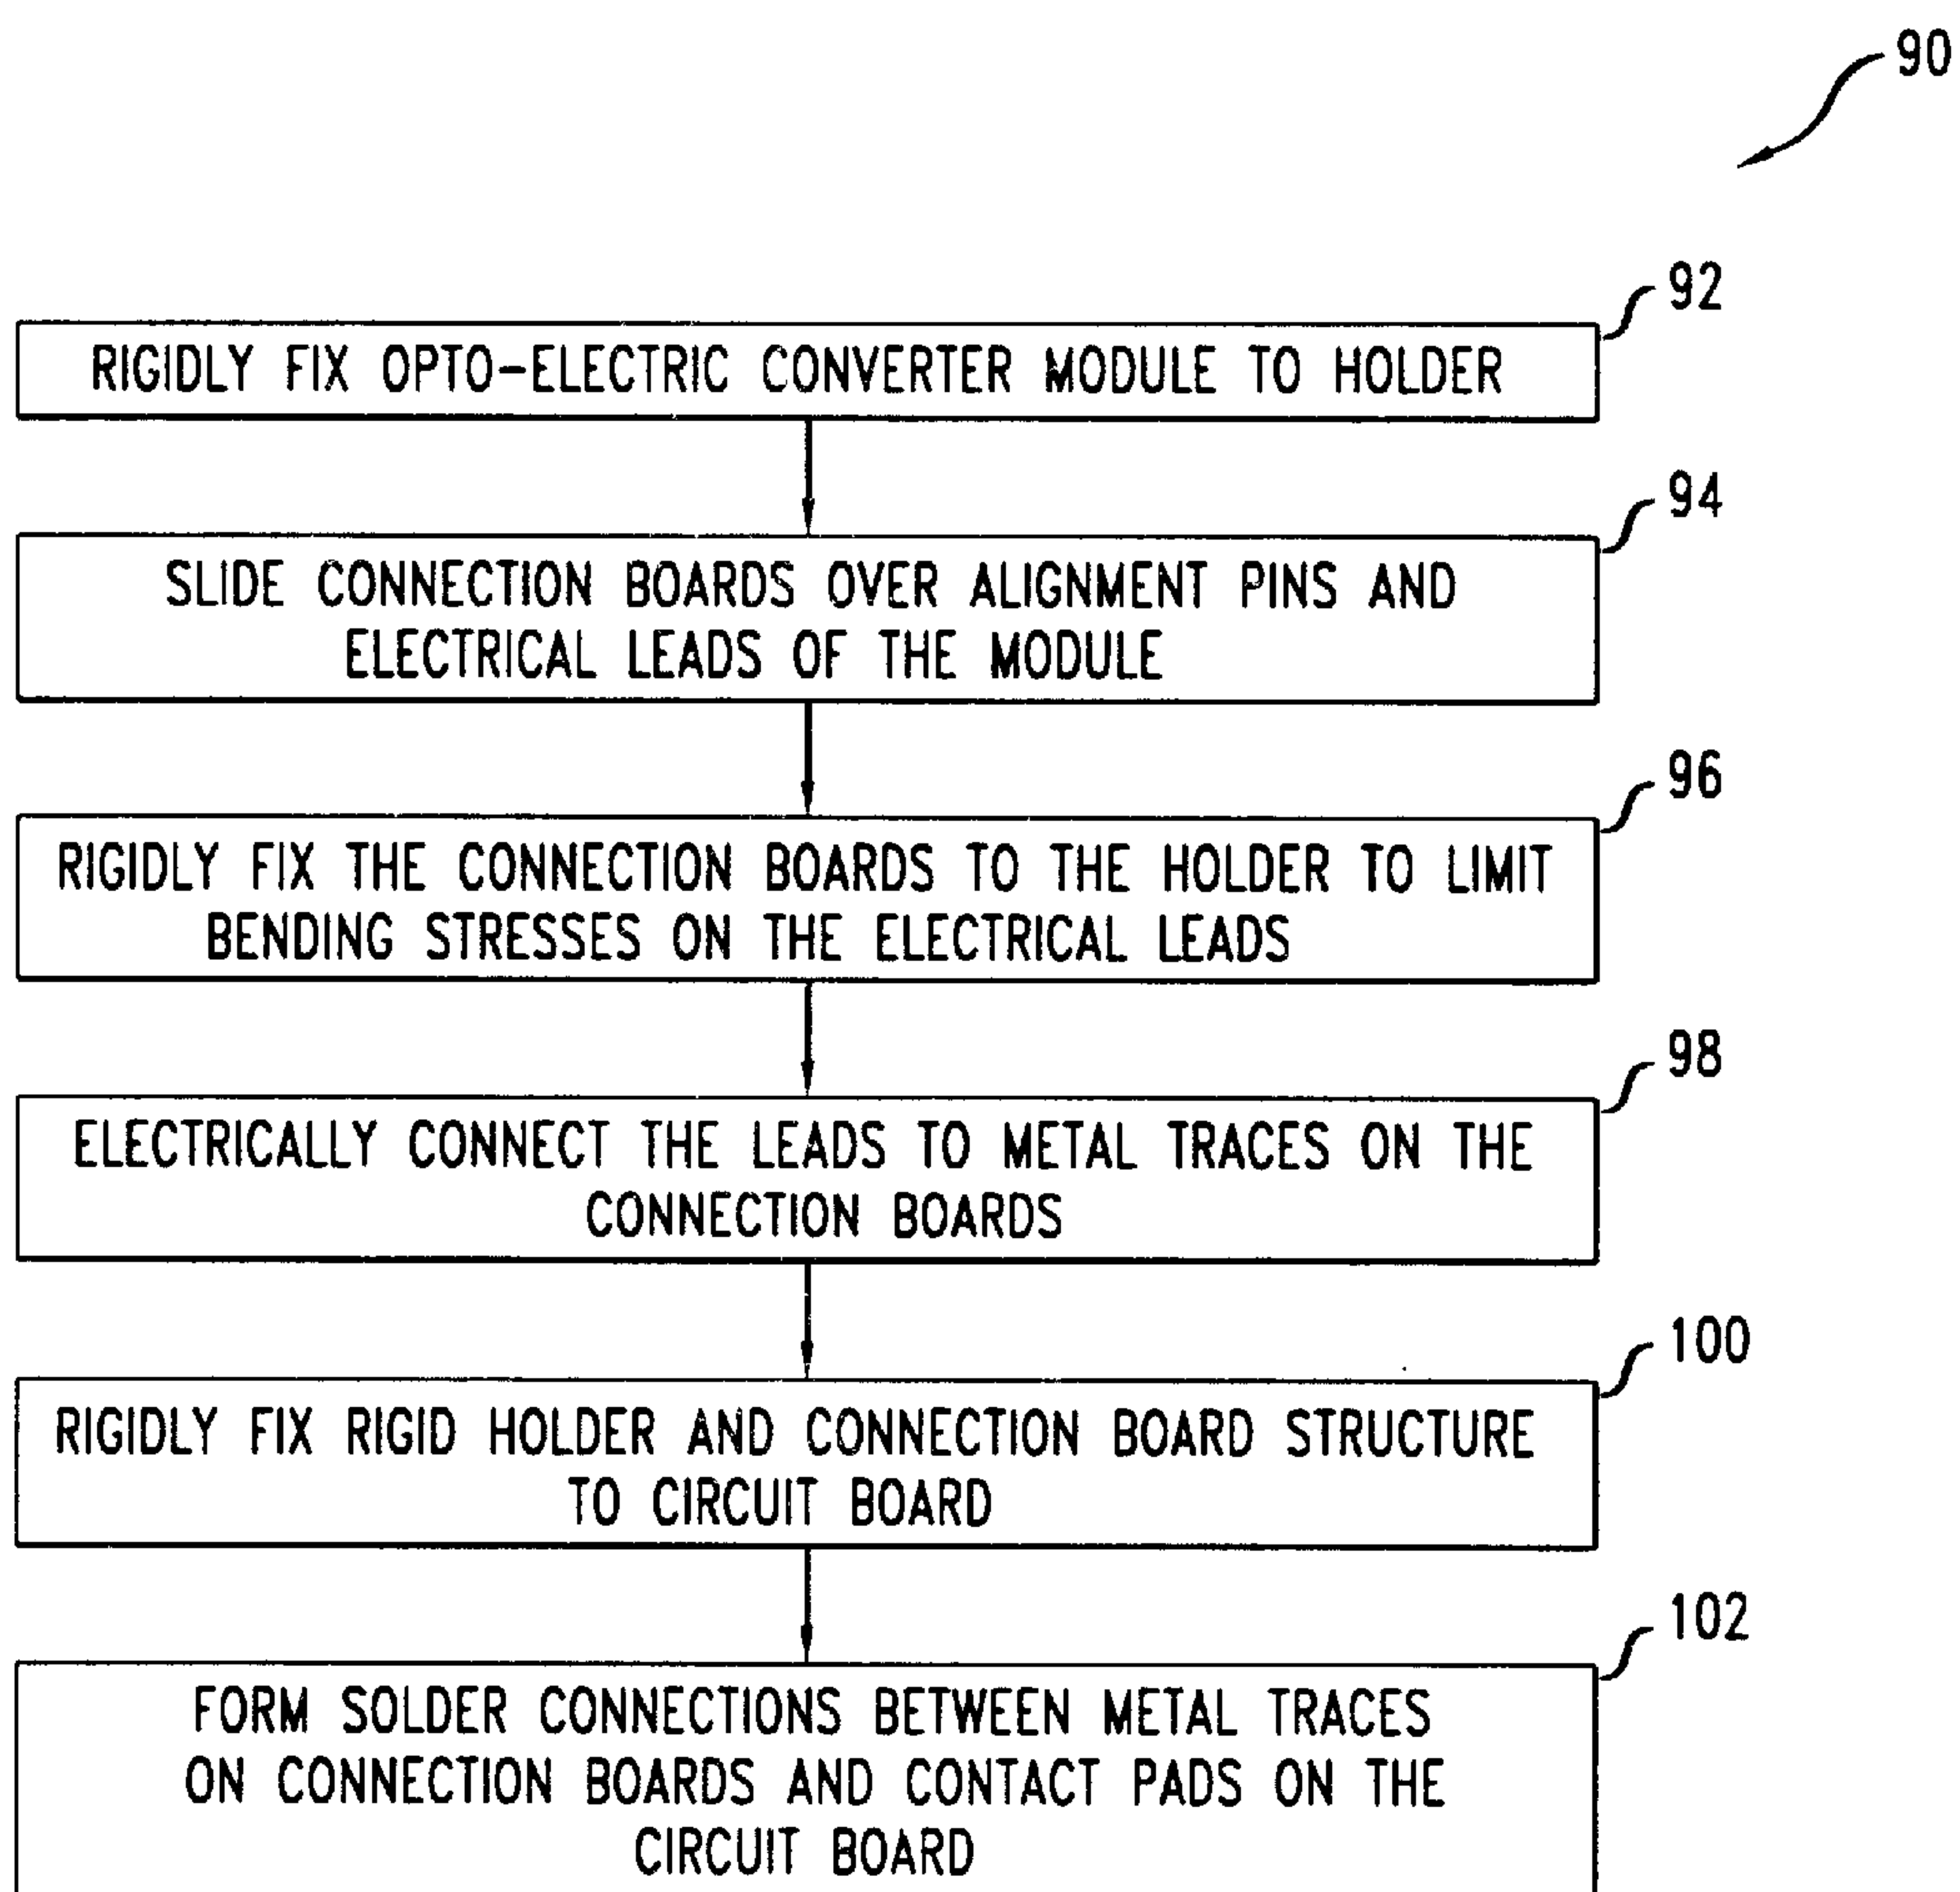 90
92
RIGIDLY FIX OPTO-ELECTRIC CONVERTER MODULE TO HOLDER
94
SLIDE CONNECTION BOARDS OVER ALIGNMENT PINS AND
ELECTRICAL LEADS OF THE MODULE
96
RIGIDLY FIX THE CONNECTION BOARDS TO THE HOLDER TO LIMIT
BENDING STRESSES ON THE ELECTRICAL LEADS
98
ELECTRICALLY CONNECT THE LEADS TO METAL TRACES ON THE
CONNECTION BOARDS
100
RIGIDLY FIX RIGID HOLDER AND CONNECTION BOARD STRUCTURE
TO CIRCUIT BOARD
102
FORM SOLDER CONNECTIONS BETWEEN METAL TRACES
ON CONNECTION BOARDS AND CONTACT PADS ON THE
CIRCUIT BOARD